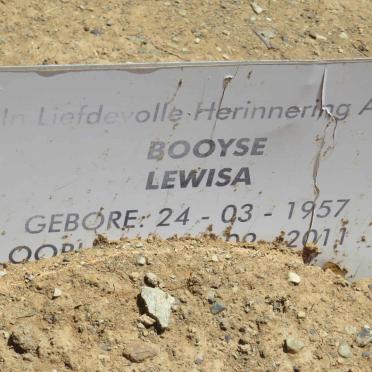 In Liefdevolle Herinnering A
BOOYSE
LEWISA
GEBORE: 24 - 03 - 1957
2011